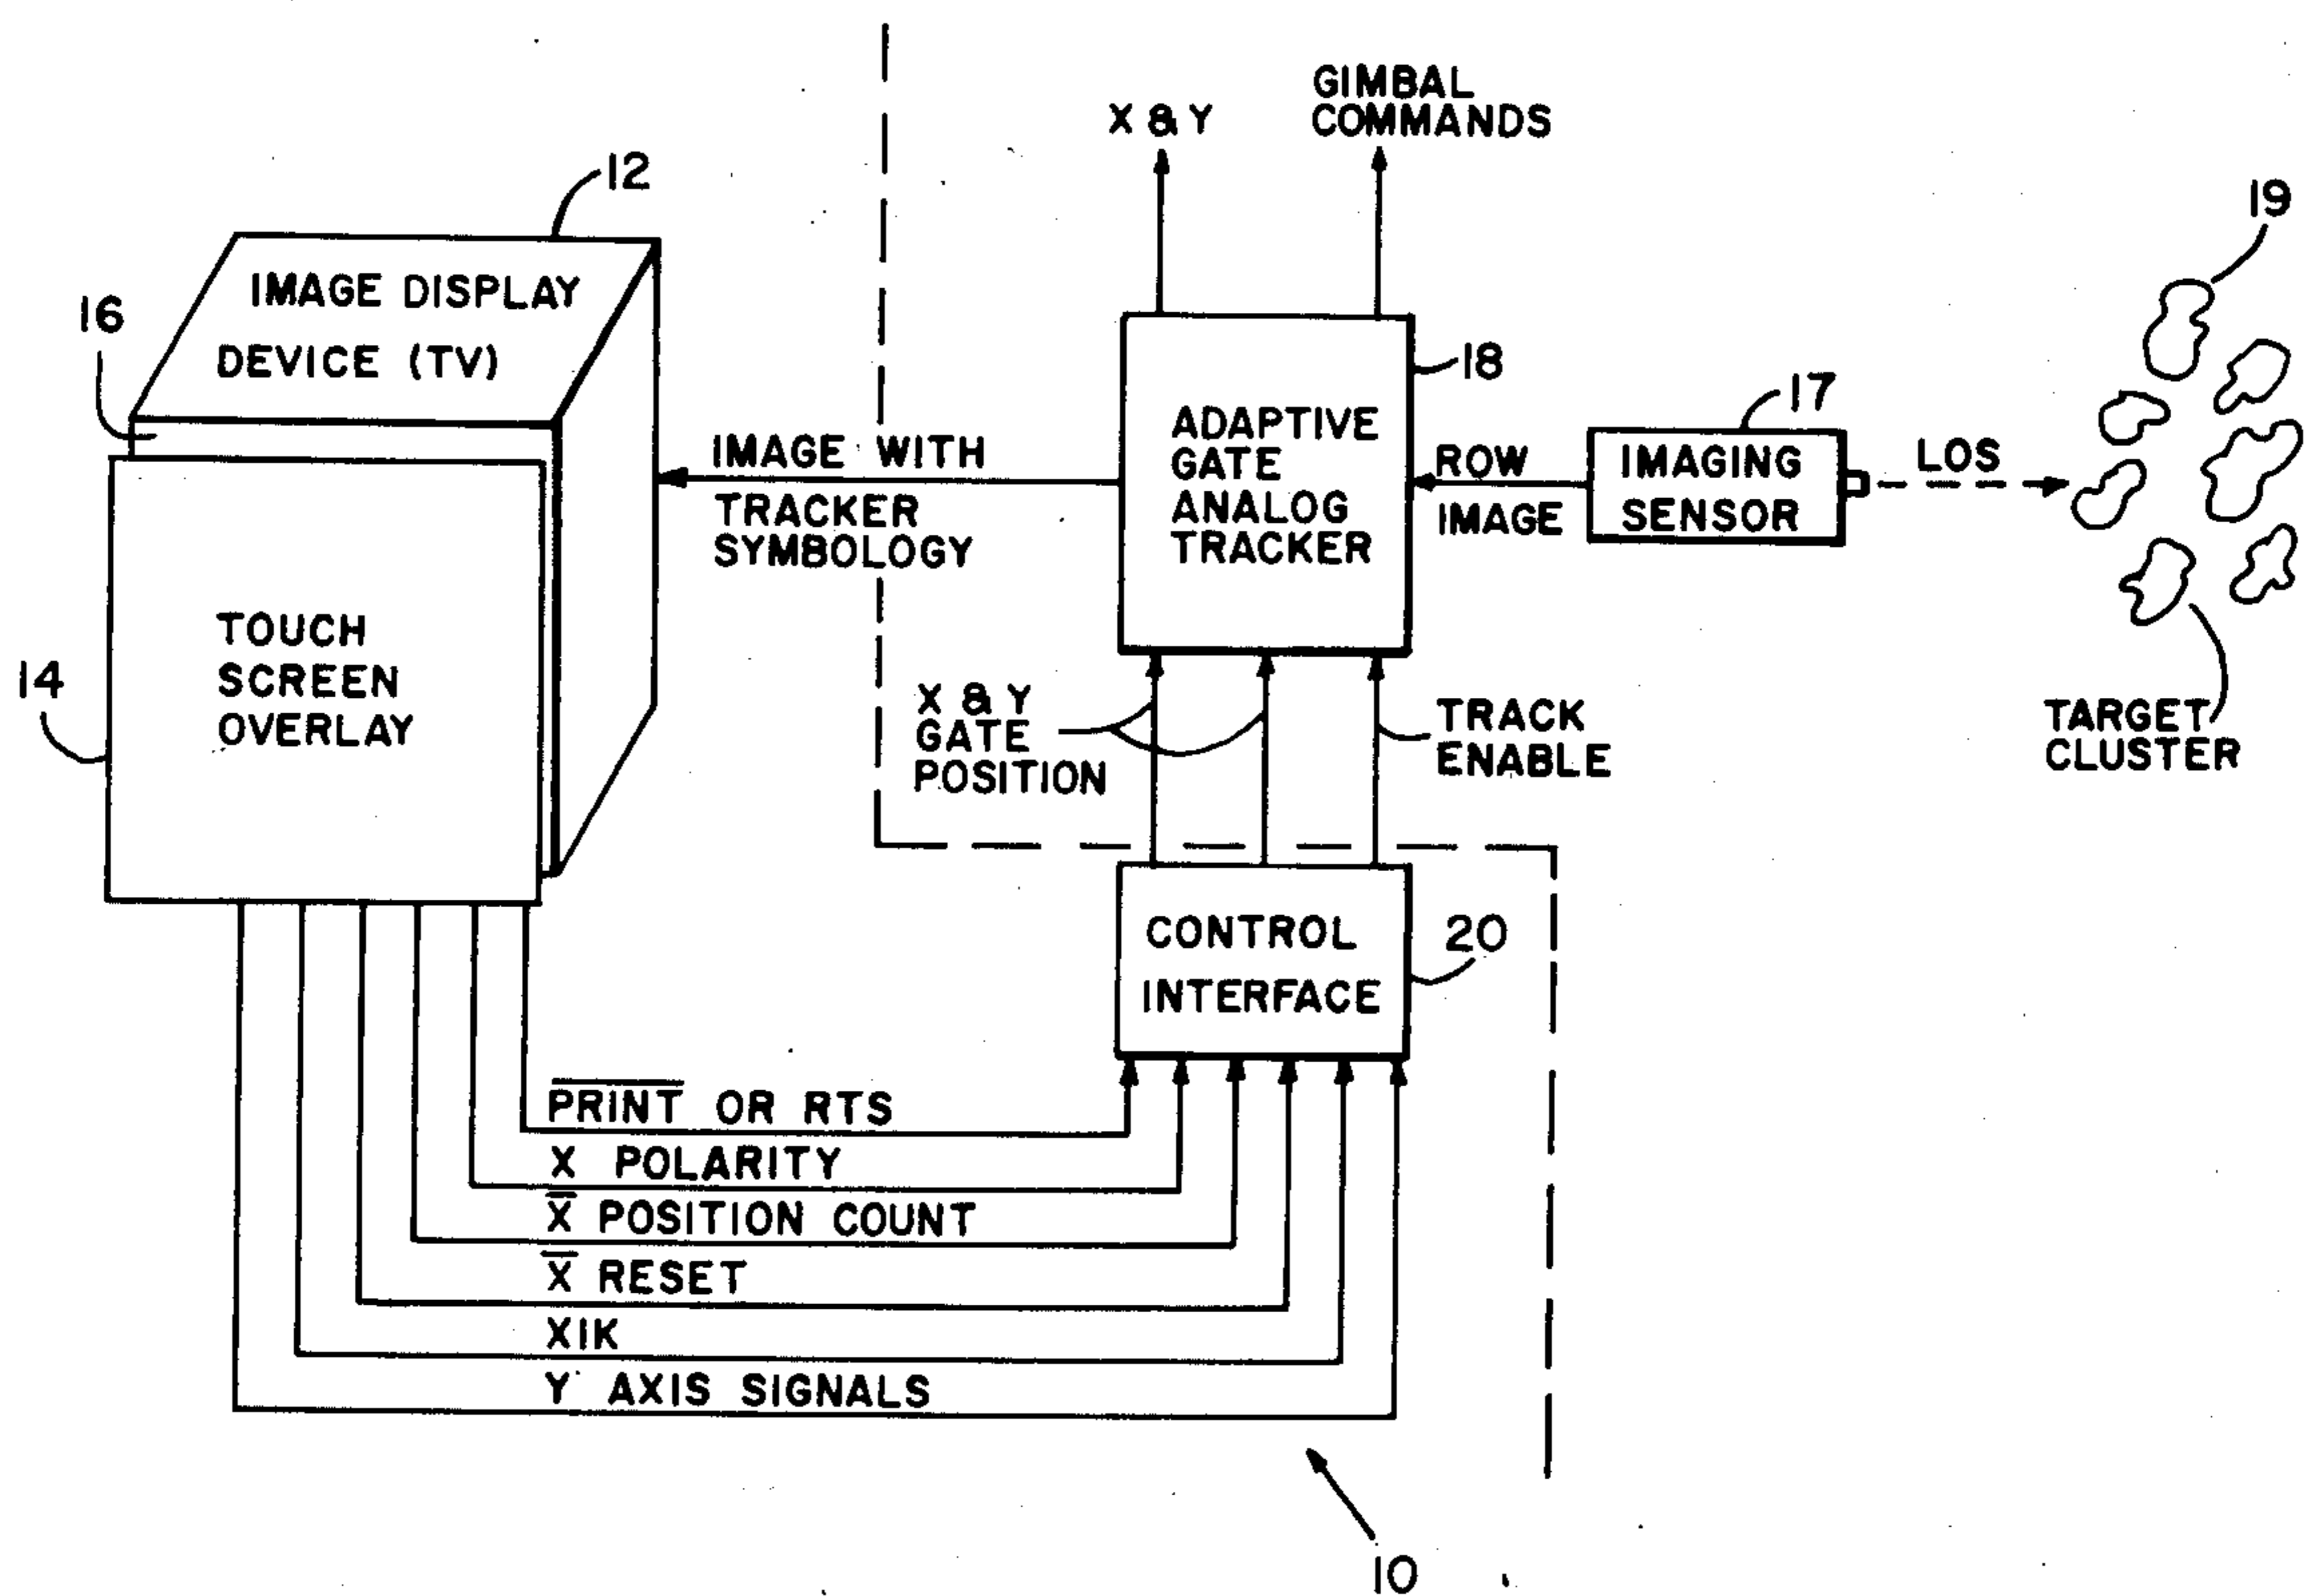 GIMBAL
COMMANDS
X & Y
12
19
IMAGE DISPLAY
DEVICE (TV)
16
18
17
ADAPTIVE
GATE
ANALOG
TRACKER
IMAGE WITH
TRACKER
SYMBOLOGY
ROW
IMAGE
IMAGING
SENSOR
LOS
TOUCH
SCREEN
OVERLAY
14
X & Y
GATE
POSITION
TRACK
ENABLE
TARGET
CLUSTER
CONTROL
INTERFACE
20
P̅R̅I̅N̅T̅ OR RTS
X POLARITY
X̅ POSITION COUNT
X̅ RESET
X1K
Y AXIS SIGNALS
10